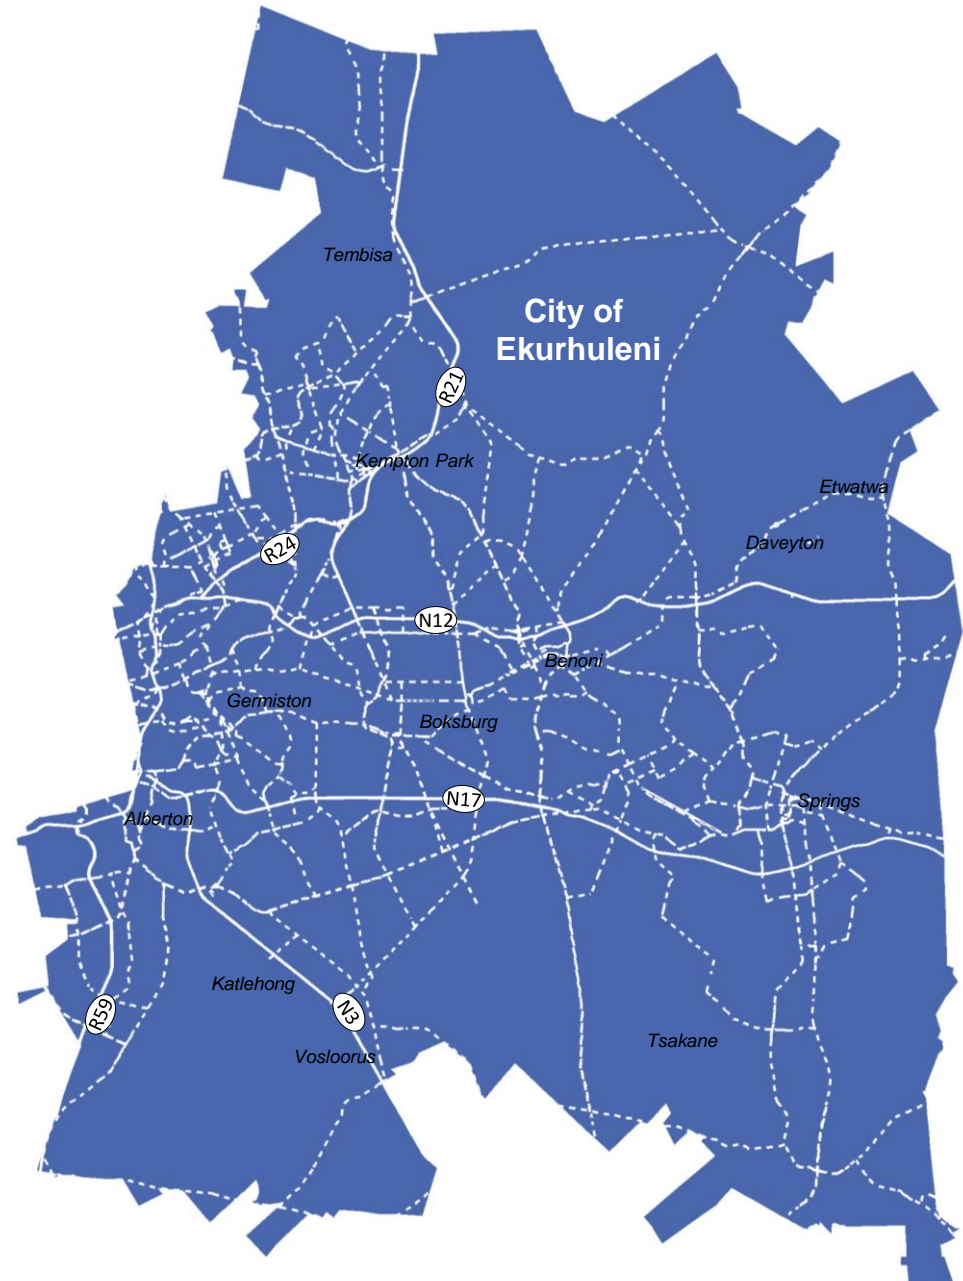 Tembisa
City of
Ekurhuleni
R21
Kempton Park
Etwatwa
Daveyton
R24
N12
Benoni
Germiston
Boksburg
N17
Springs
Alberton
Katlehong
R59
N3
Vosloorus
Tsakane